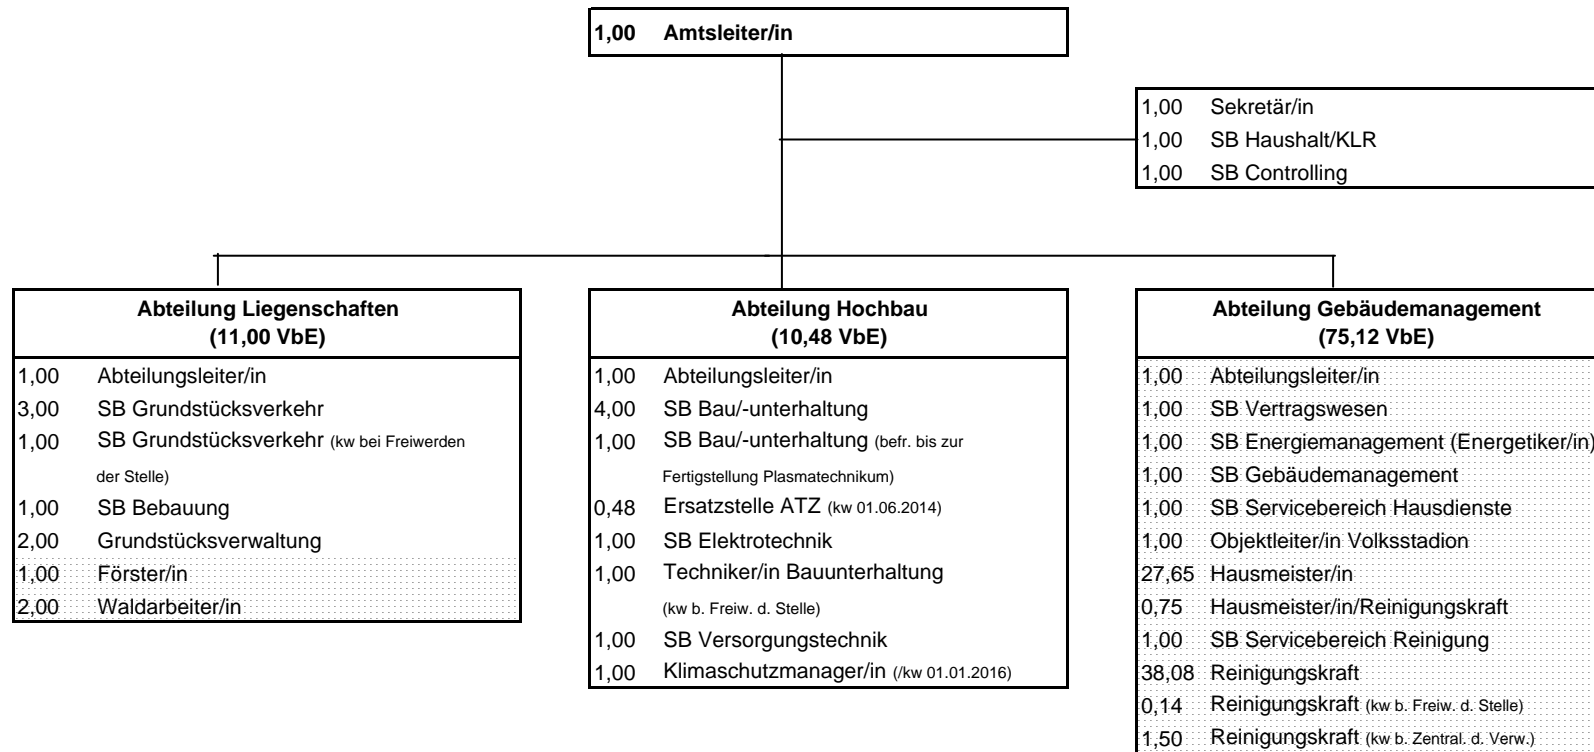 1,00 Amtsleiter/in
1,00 Sekretär/in
1,00 SB Haushalt/KLR
1,00 SB Controlling
Abteilung Liegenschaften
(11,00 VbE)
1,00 Abteilungsleiter/in
3,00 SB Grundstücksverkehr
1,00 SB Grundstücksverkehr (kw bei Freiwerden
der Stelle)
1,00 SB Bebauung
2,00 Grundstücksverwaltung
1,00 Förster/in
2,00 Waldarbeiter/in
Abteilung Hochbau
(10,48 VbE)
1,00 Abteilungsleiter/in
4,00 SB Bau/-unterhaltung
1,00 SB Bau/-unterhaltung (befr. bis zur
Fertigstellung Plasmatechnikum)
0,48 Ersatzstelle ATZ (kw 01.06.2014)
1,00 SB Elektrotechnik
1,00 Techniker/in Bauunterhaltung
(kw b. Freiw. d. Stelle)
1,00 SB Versorgungstechnik
1,00 Klimaschutzmanager/in (/kw 01.01.2016)
Abteilung Gebäudemanagement
(75,12 VbE)
1,00 Abteilungsleiter/in
1,00 SB Vertragswesen
1,00 SB Energiemanagement (Energetiker/in)
1,00 SB Gebäudemanagement
1,00 SB Servicebereich Hausdienste
1,00 Objektleiter/in Volksstadion
27,65 Hausmeister/in
0,75 Hausmeister/in/Reinigungskraft
1,00 SB Servicebereich Reinigung
38,08 Reinigungskraft
0,14 Reinigungskraft (kw b. Freiw. d. Stelle)
1,50 Reinigungskraft (kw b. Zentral. d. Verw.)